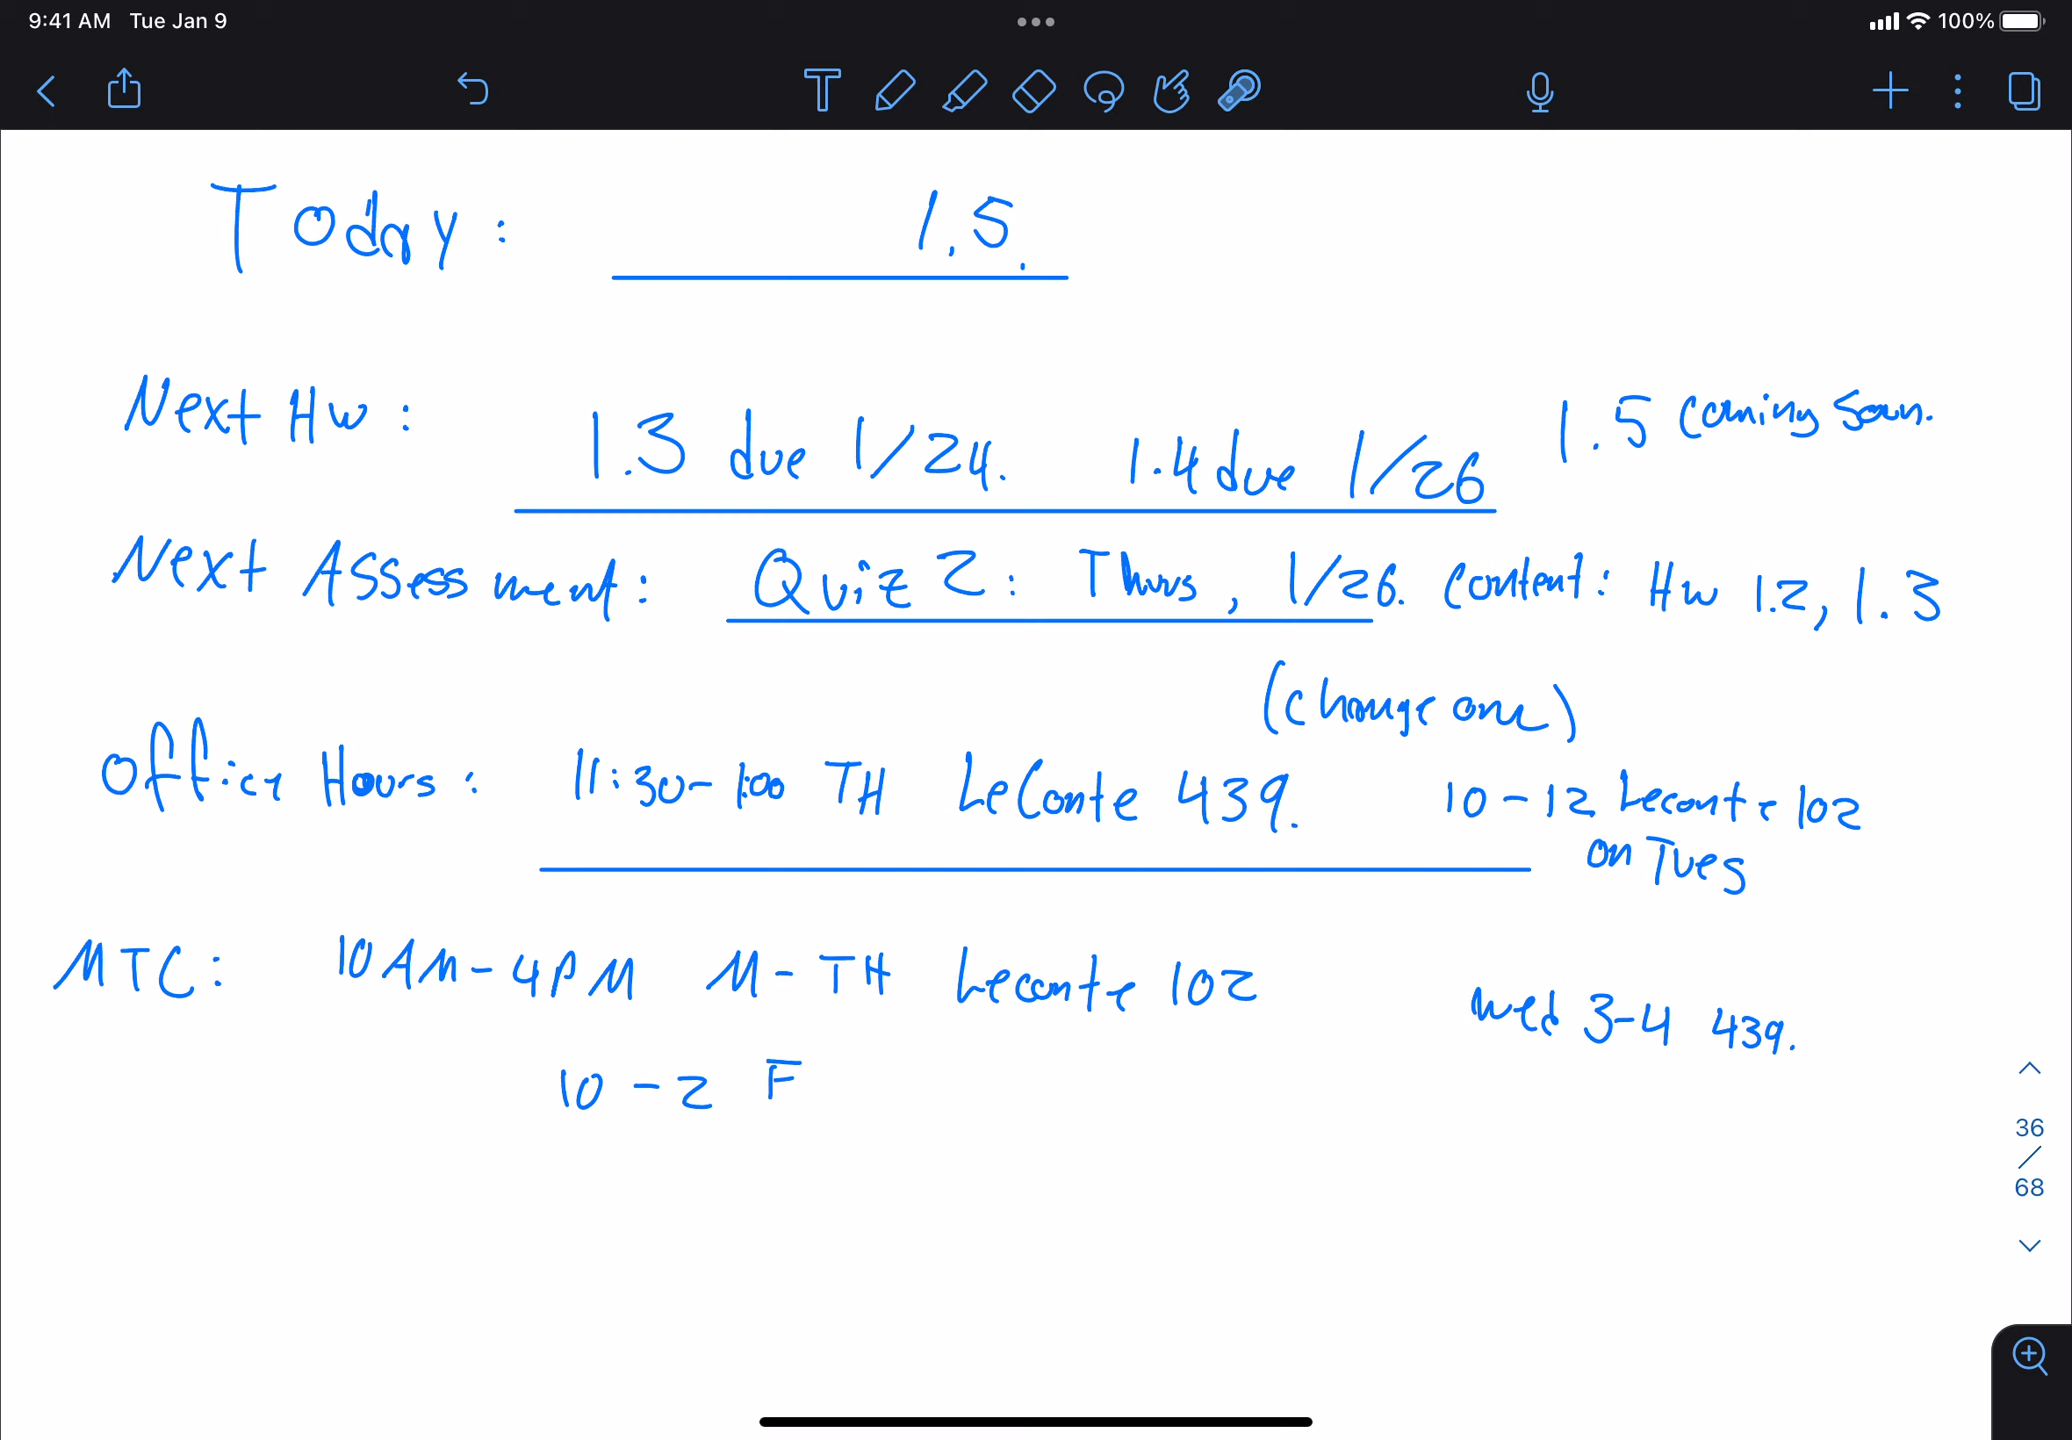 9:41 AM Tue Jan 9 100%
Today: 1.5.
Next Hw: 1.3 due 1/24. 1.4 due 1/26 1.5 coming soon.
Next Assessment: Quiz 2: Thurs, 1/26. Content: Hw 1.2, 1.3
(change one)
Office Hours: 11:30-1:00 TH LeConte 439. 10-12 Leconte 102
on Tues
MTC: 10AM-4PM M-TH Leconte 102
Wed 3-4 439.
10-2 F
36
/
68